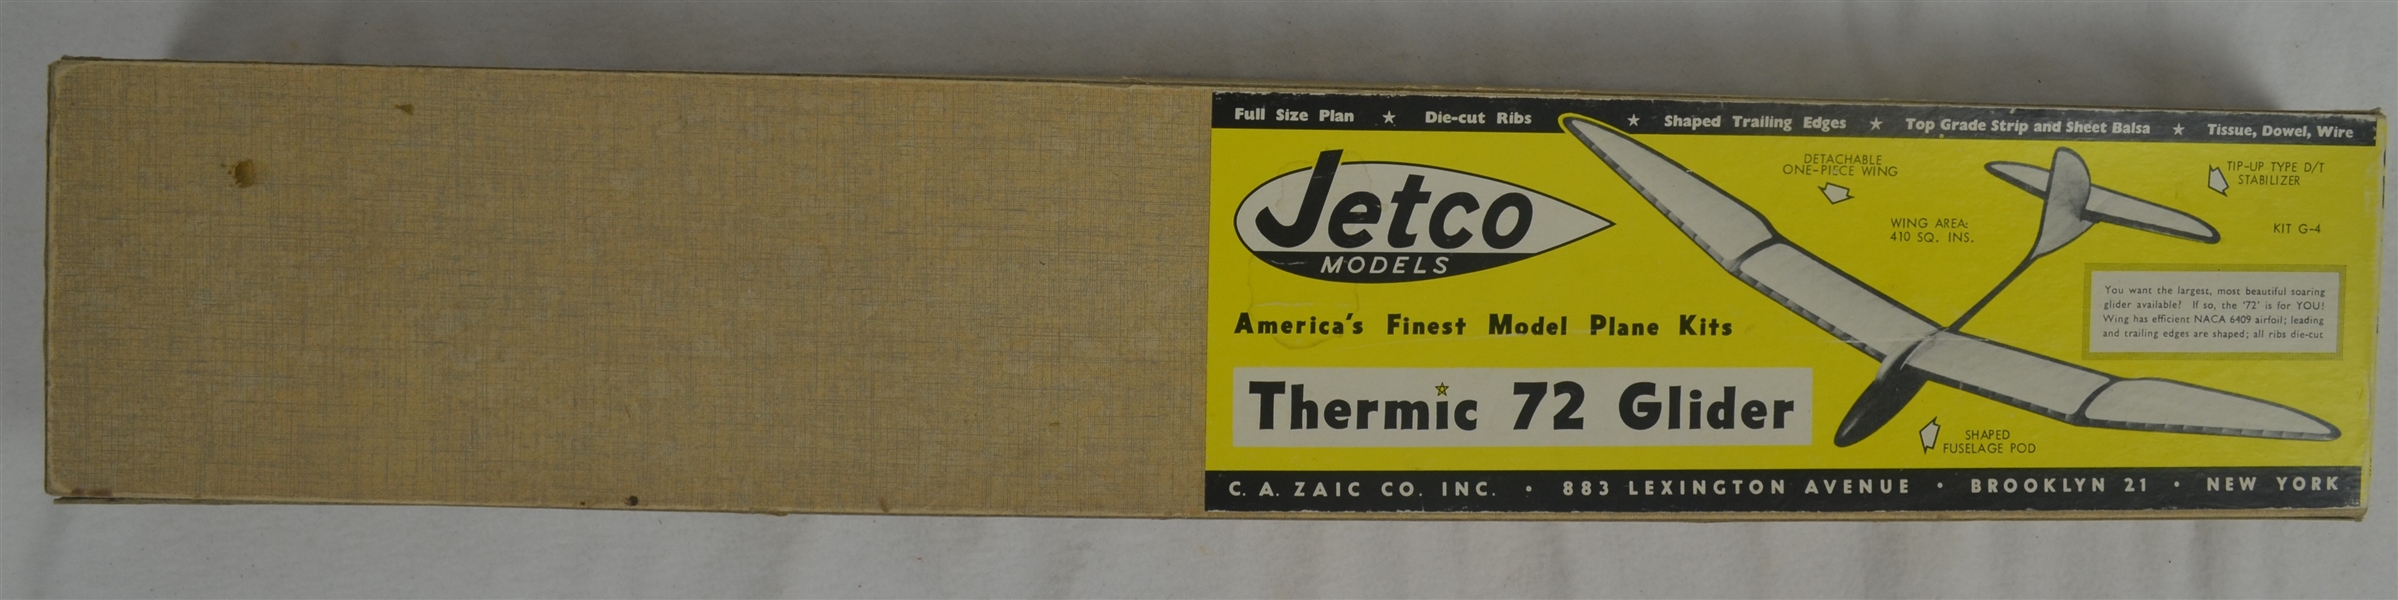 Full Size Plan ★ Die-cut Ribs ★ Shaped Trailing Edges ★ Top Grade Strip and Sheet Balsa ★ Tissue, Dowel, Wire
Jetco
MODELS
DETACHABLE
ONE-PIECE WING
WING AREA:
410 SQ. INS.
TIP-UP TYPE D/T
STABILIZER
KIT G-4
You want the largest, most beautiful soaring
glider available? If so, the '72' is for YOU!
Wing has efficient NACA 6409 airfoil; leading
and trailing edges are shaped; all ribs die-cut
America's Finest Model Plane Kits
Thermic 72 Glider
SHAPED
FUSELAGE POD
C. A. ZAIC CO. INC. • 883 LEXINGTON AVENUE • BROOKLYN 21 • NEW YORK